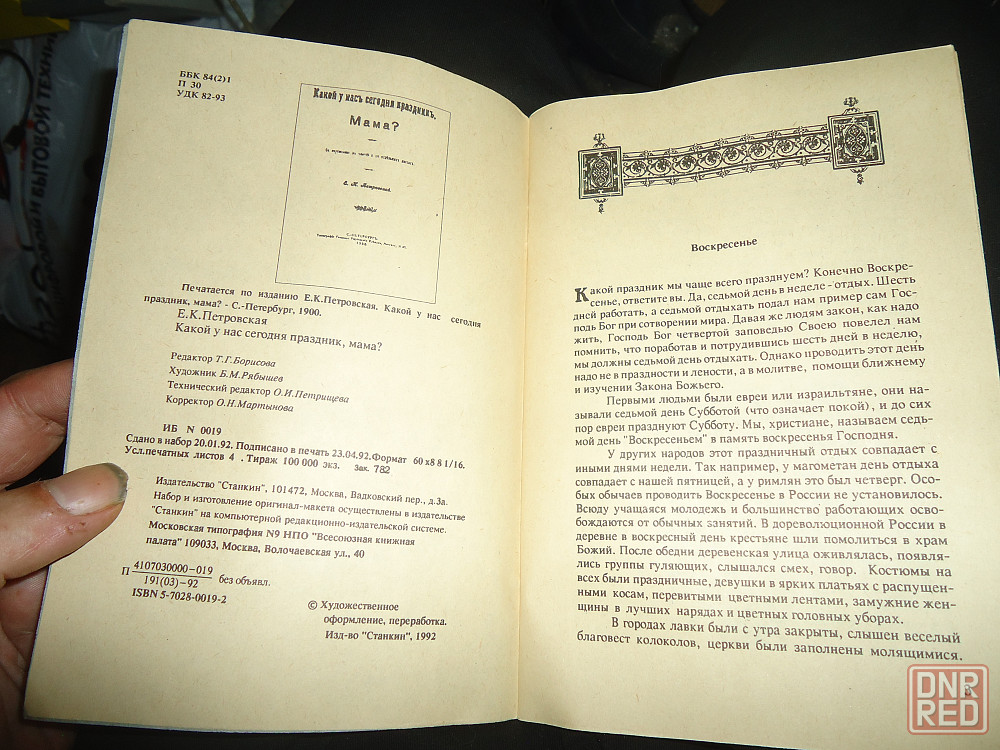 ББК 84(2)1
П 30
УДК 82-93
Какой у насъ сегодня праздникъ,
Мама?
Печатается по изданию Е.К.Петровская. Какой у нас сегодня
праздник, мама? - С.-Петербург, 1900.
Е.К.Петровская
Какой у нас сегодня праздник, мама?
Редактор Т.Г.Борисова
Художник Б.М.Рябышев
Технический редактор О.И.Петрищева
Корректор О.Н.Мартынова
ИБ N 0019
Сдано в набор 20.01.92. Подписано в печать 23.04.92.Формат 60 х8 8 1/16.
Усл.печатных листов 4 . Тираж 100 000 экз. Зак. 782
Издательство "Станкин", 101472, Москва, Вадковский пер., д.3а.
Набор и изготовление оригинал-макета осуществлены в издательстве
"Станкин" на компьютерной редакционно-издательской системе.
Московская типография N9 НПО "Всесоюзная книжная
палата" 109033, Москва, Волочаевская ул., 40
П 4107030000-019
191(03)-92 без объявл.
ISBN 5-7028-0019-2
© Художественное
оформление, переработка.
Изд-во "Станкин", 1992
Воскресенье
Какой праздник мы чаще всего празднуем? Конечно Воскре-
сенье, ответите вы. Да, седьмой день в неделе - отдых. Шесть
дней работать, а седьмой отдыхать подал нам пример сам Гос-
подь Бог при сотворении мира. Давая же людям закон, как надо
жить, Господь Бог четвертой заповедью Своею повелел нам
помнить, что поработав и потрудившись шесть дней в неделю,
мы должны седьмой день отдыхать. Однако проводить этот день
надо не в праздности и лености, а в молитве, помощи ближнему
и изучении Закона Божьего.
Первыми людьми были евреи или израильтяне, они на-
зывали седьмой день Субботой (что означает покой), и до сих
пор евреи празднуют Субботу. Мы, христиане, называем седь-
мой день "Воскресеньем" в память воскресенья Господня.
У других народов этот праздничный отдых совпадает с
иными днями недели. Так например, у магометан день отдыха
совпадает с нашей пятницей, а у римлян это был четверг. Осо-
бых обычаев проводить Воскресенье в России не установилось.
Всюду учащаяся молодежь и большинство работающих осво-
бождаются от обычных занятий. В дореволюционной России в
деревне в воскресный день крестьяне шли помолиться в храм
Божий. После обедни деревенская улица оживлялась, появля-
лись группы гуляющих, слышался смех, говор. Костюмы на
всех были праздничные, девушки в ярких платьях с распущен-
ными косам, перевитыми цветными лентами, замужние жен-
щины в лучших нарядах и цветных головных уборах.
В городах лавки были с утра закрыты, слышен веселый
благовест колоколов, церкви были заполнены молящимися.
DNR
RED
БЫТОВОЙ ТЕХНИК